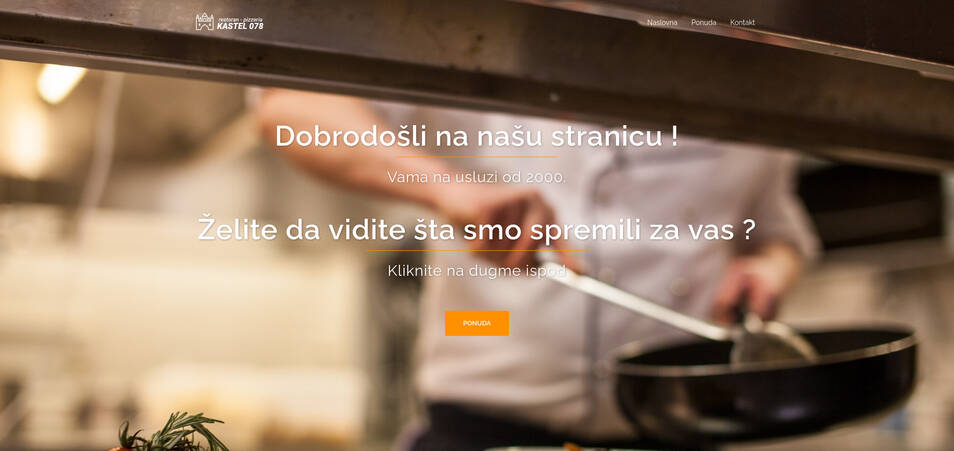 restoran - pizzeria
KASTEL 078
Naslovna Ponuda Kontakt
Dobrodošli na našu stranicu !
Vama na usluzi od 2000.
Želite da vidite šta smo spremili za vas ?
Kliknite na dugme ispod.
PONUDA